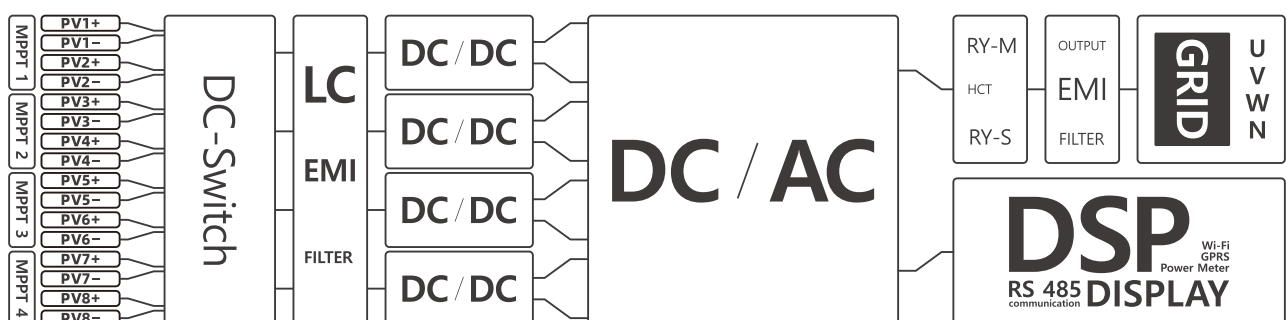 MPPT 1
PV1+
PV1−
PV2+
PV2−
MPPT 2
PV3+
PV3−
PV4+
PV4−
MPPT 3
PV5+
PV5−
PV6+
PV6−
MPPT 4
PV7+
PV7−
PV8+
PV8−
DC-Switch
LC
EMI
FILTER
DC / DC
DC / DC
DC / DC
DC / DC
DC / AC
RY-M
HCT
RY-S
OUTPUT
EMI
FILTER
GRID
U
V
W
N
DSP
Wi-Fi
GPRS
Power Meter
RS 485
communication
DISPLAY